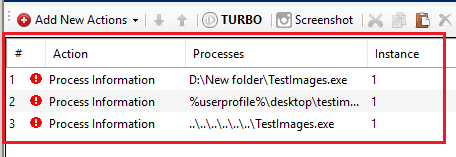 Add New Actions TURBO Screenshot
# Action Processes Instance
1 Process Information D:\New folder\TestImages.exe 1
2 Process Information %userprofile%\desktop\testim... 1
3 Process Information ..\..\..\..\..\..\TestImages.exe 1